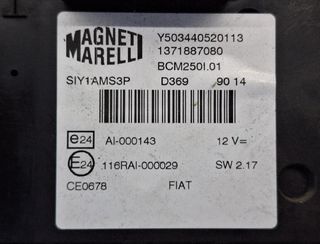 MAGNETI
MARELLI
Y503440520113
1371887080
BCM250I.01
SIY1AMS3P D369 90 14
e24 AI-000143 12 V=
E24 .116RAI-000029 SW 2.17
CE0678 FIAT